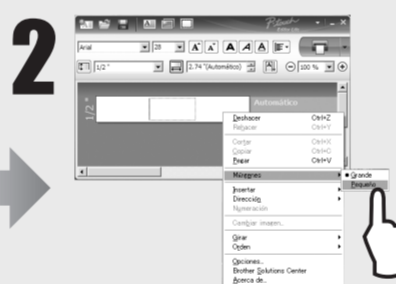 2
P-touch
Arial 28 A A A A A
1/2 " 2.74 "(Automático) 100 %
1/2 "
Automático
Deshacer Ctrl+Z
Rehacer Ctrl+Y
Cortar Ctrl+X
Copiar Ctrl+C
Pegar Ctrl+V
Márgenes
Grande
Pequeño
Insertar
Dirección
Numeración
Cambiar imagen...
Girar
Orden
Opciones...
Brother Solutions Center
Acerca de...